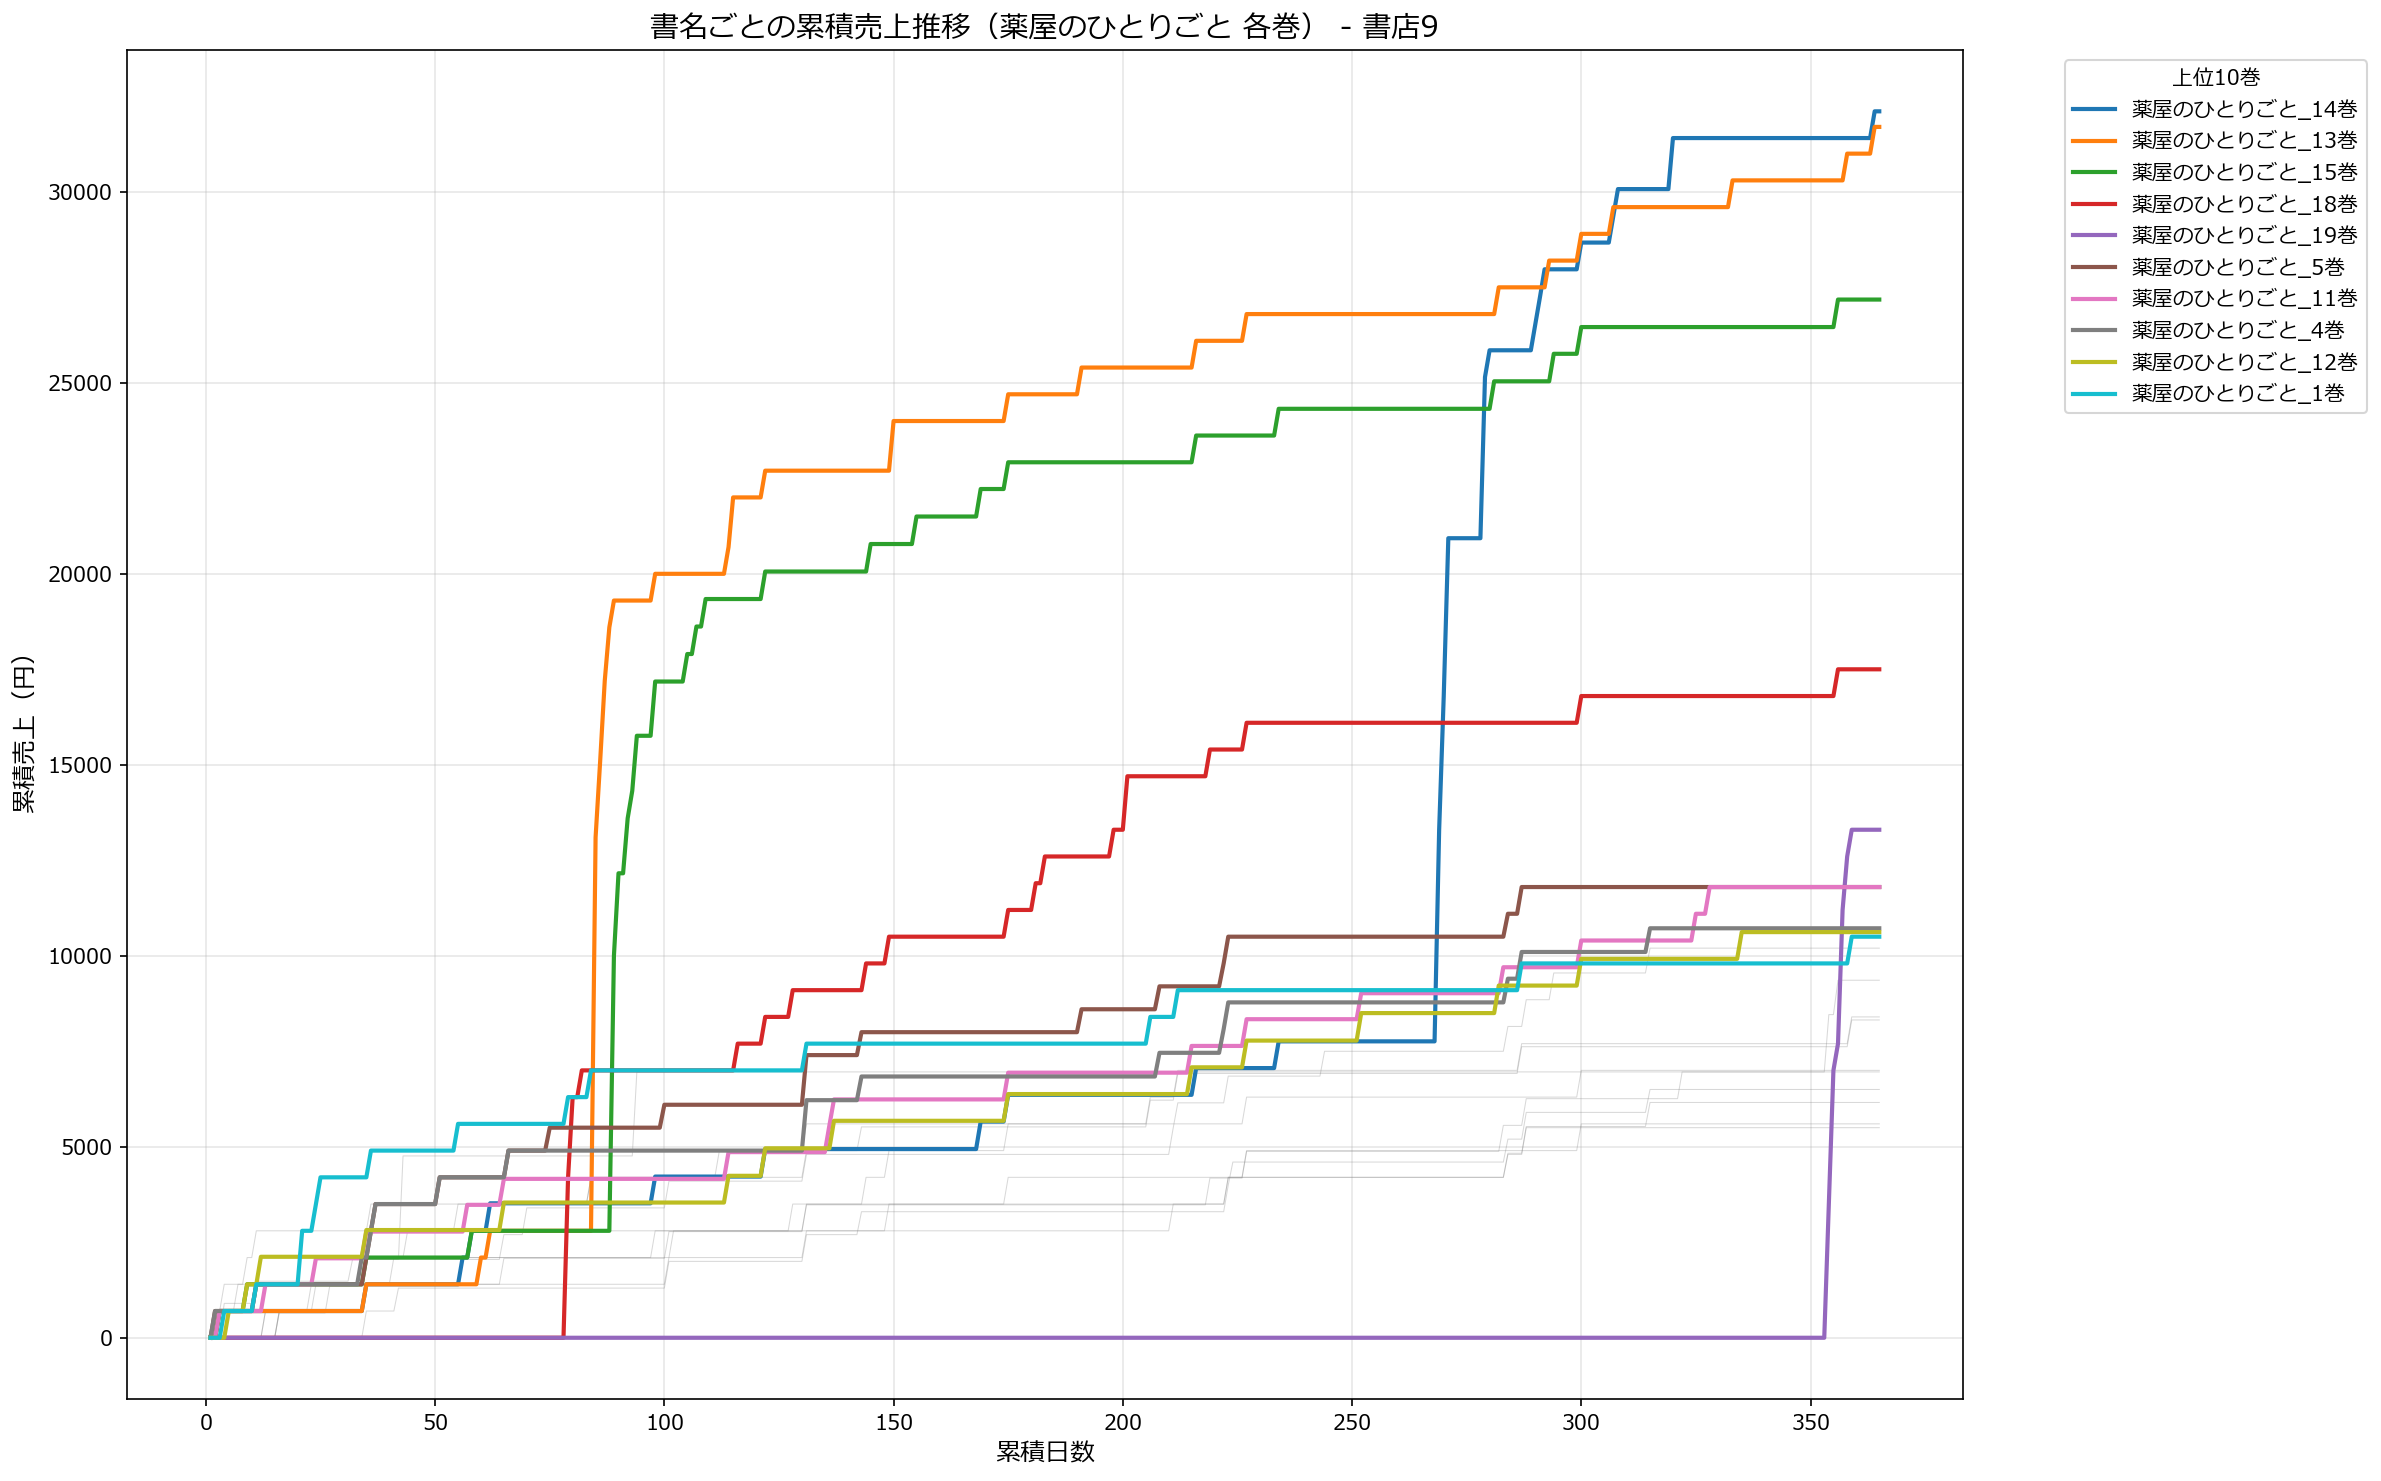 書名ごとの累積売上推移（薬屋のひとりごと 各巻） - 書店9
累積売上（円）
30000
25000
20000
15000
10000
5000
0
0 50 100 150 200 250 300 350
累積日数
上位10巻
薬屋のひとりごと_14巻
薬屋のひとりごと_13巻
薬屋のひとりごと_15巻
薬屋のひとりごと_18巻
薬屋のひとりごと_19巻
薬屋のひとりごと_5巻
薬屋のひとりごと_11巻
薬屋のひとりごと_4巻
薬屋のひとりごと_12巻
薬屋のひとりごと_1巻